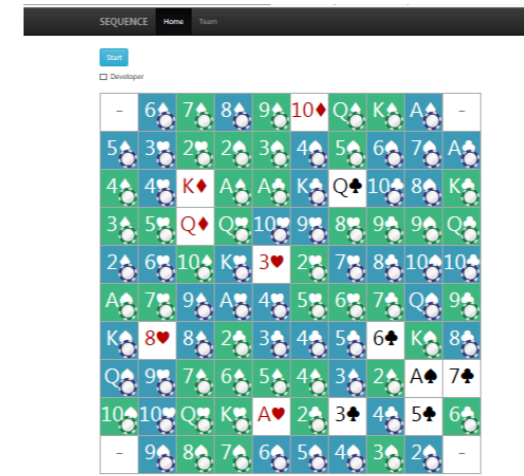 SEQUENCE Home Team
Start
Developer
- 6 7 8 9 10♦ Q K A -
5 3 2 2 3 4 5 6 7 A
4 4 K♦ A A K Q♣ 10 8 K
3 5 Q♦ Q 10 9 8 9 9 Q
2 6 10 K 3♥ 2 7 8 10 10
A 7 9 A 4 5 6 7 Q 9
K 8♥ 8 2 3 4 5 6♣ K 8
Q 9 7 6 5 4 3 2 A♠ 7♣
10 10 Q K A♥ 2 3♣ 4 5♣ 6
- 9 8 7 6 5 4 3 2 -